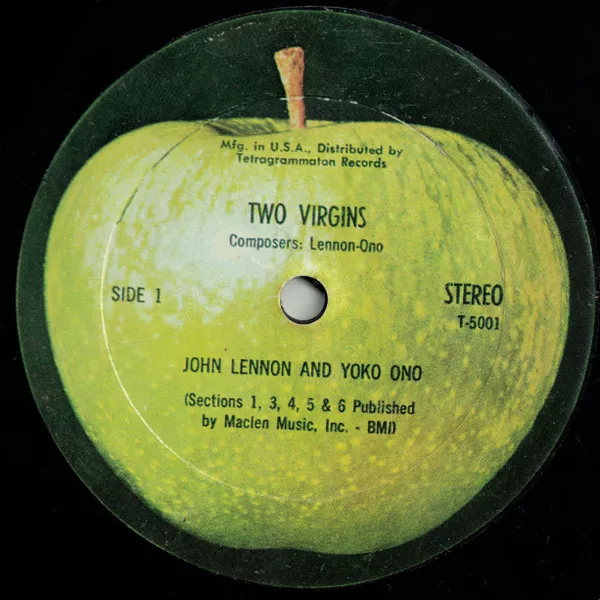 Mfg. in U.S.A., Distributed by
Tetragrammaton Records
TWO VIRGINS
Composers: Lennon-Ono
SIDE 1
STEREO
T-5001
JOHN LENNON AND YOKO ONO
(Sections 1, 3, 4, 5 & 6 Published
by Maclen Music, Inc. - BMI)